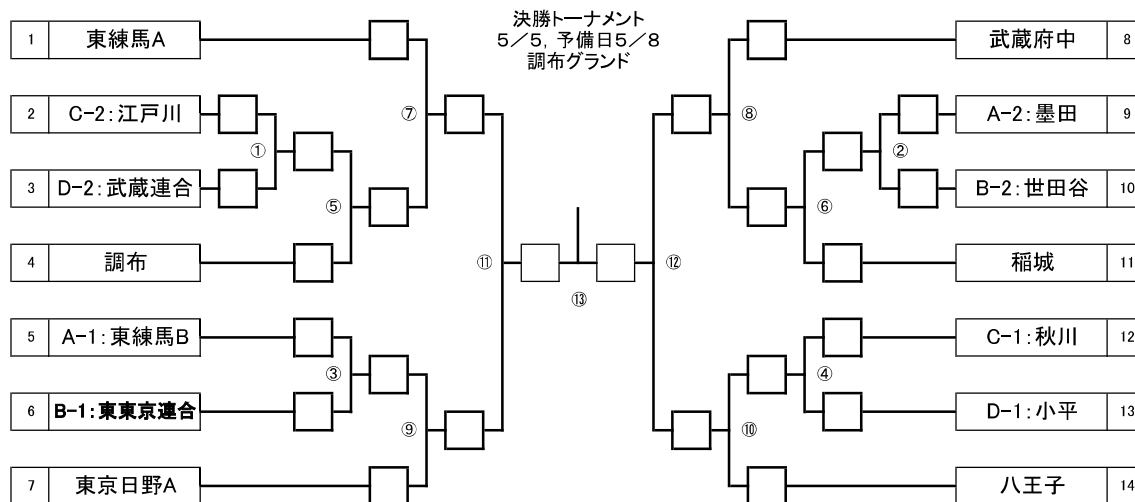 決勝トーナメント
5/5, 予備日5/8
調布グランド
1 東練馬A
2 C-2:江戸川
3 D-2:武蔵連合
4 調布
5 A-1:東練馬B
6 B-1:東東京連合
7 東京日野A
⑦
①
⑤
⑪
③
⑨
⑬
⑧
②
⑥
⑫
④
⑩
武蔵府中 8
A-2:墨田 9
B-2:世田谷 10
稲城 11
C-1:秋川 12
D-1:小平 13
八王子 14